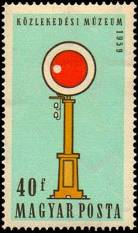 KÖZLEKEDÉSI MÚZEUM 1959
40f
MAGYAR POSTA